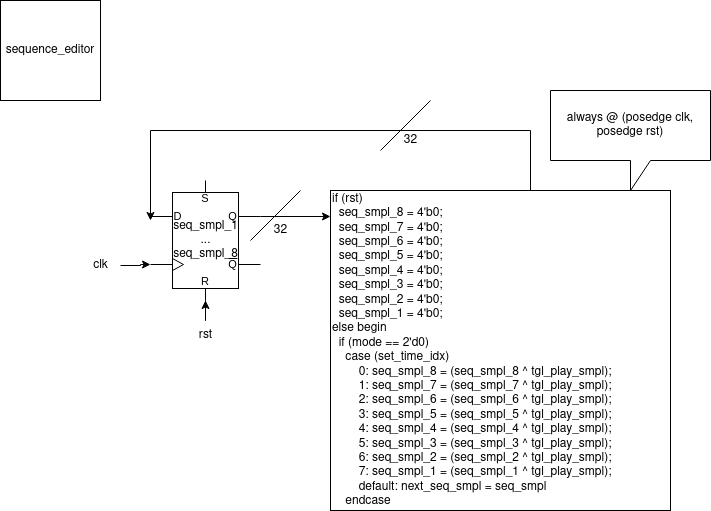 sequence_editor
always @ (posedge clk,
posedge rst)
32
S
D
Q
seq_smpl_1
...
seq_smpl_8
Q
R
clk
rst
32
if (rst)
seq_smpl_8 = 4'b0;
seq_smpl_7 = 4'b0;
seq_smpl_6 = 4'b0;
seq_smpl_5 = 4'b0;
seq_smpl_4 = 4'b0;
seq_smpl_3 = 4'b0;
seq_smpl_2 = 4'b0;
seq_smpl_1 = 4'b0;
else begin
if (mode == 2'd0)
case (set_time_idx)
0: seq_smpl_8 = (seq_smpl_8 ^ tgl_play_smpl);
1: seq_smpl_7 = (seq_smpl_7 ^ tgl_play_smpl);
2: seq_smpl_6 = (seq_smpl_6 ^ tgl_play_smpl);
3: seq_smpl_5 = (seq_smpl_5 ^ tgl_play_smpl);
4: seq_smpl_4 = (seq_smpl_4 ^ tgl_play_smpl);
5: seq_smpl_3 = (seq_smpl_3 ^ tgl_play_smpl);
6: seq_smpl_2 = (seq_smpl_2 ^ tgl_play_smpl);
7: seq_smpl_1 = (seq_smpl_1 ^ tgl_play_smpl);
default: next_seq_smpl = seq_smpl
endcase